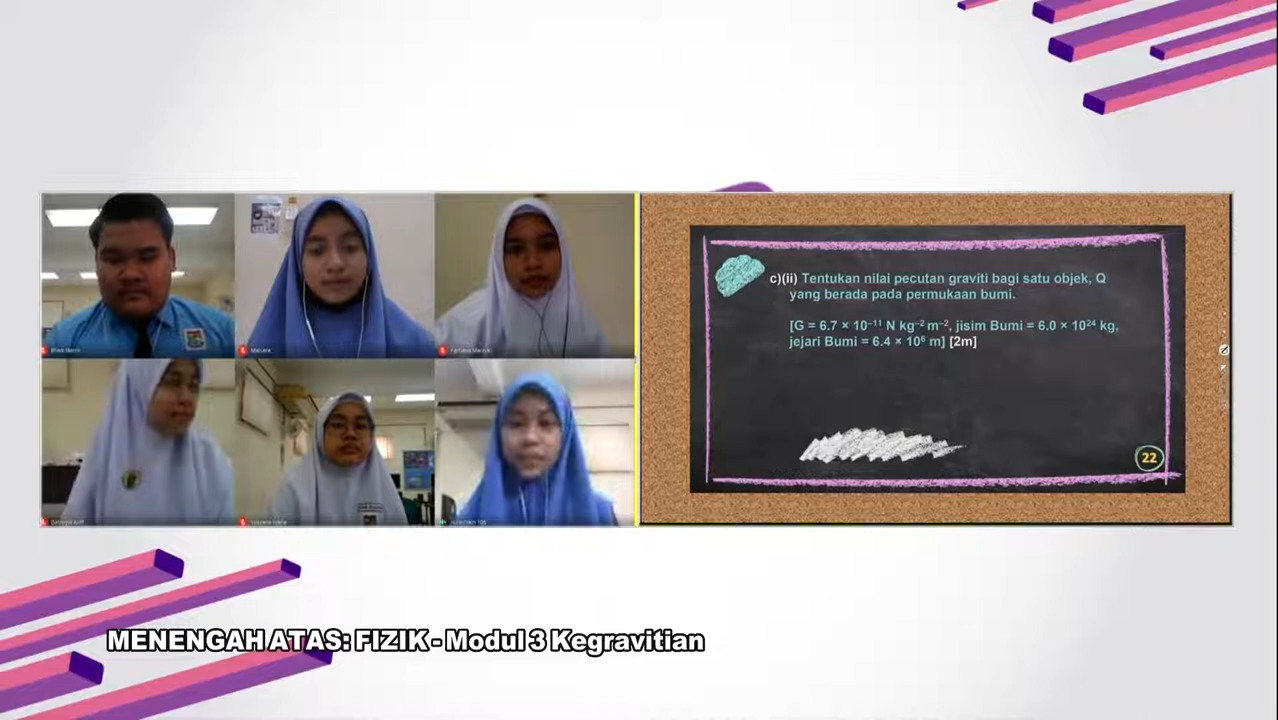 c)(ii) Tentukan nilai pecutan graviti bagi satu objek, Q
yang berada pada permukaan bumi.
[G = 6.7 × 10⁻¹¹ N kg⁻² m⁻², jisim Bumi = 6.0 × 10²⁴ kg,
jejari Bumi = 6.4 × 10⁶ m] [2m]
22
MENENGAH ATAS: FIZIK - Modul 3 Kegravitian